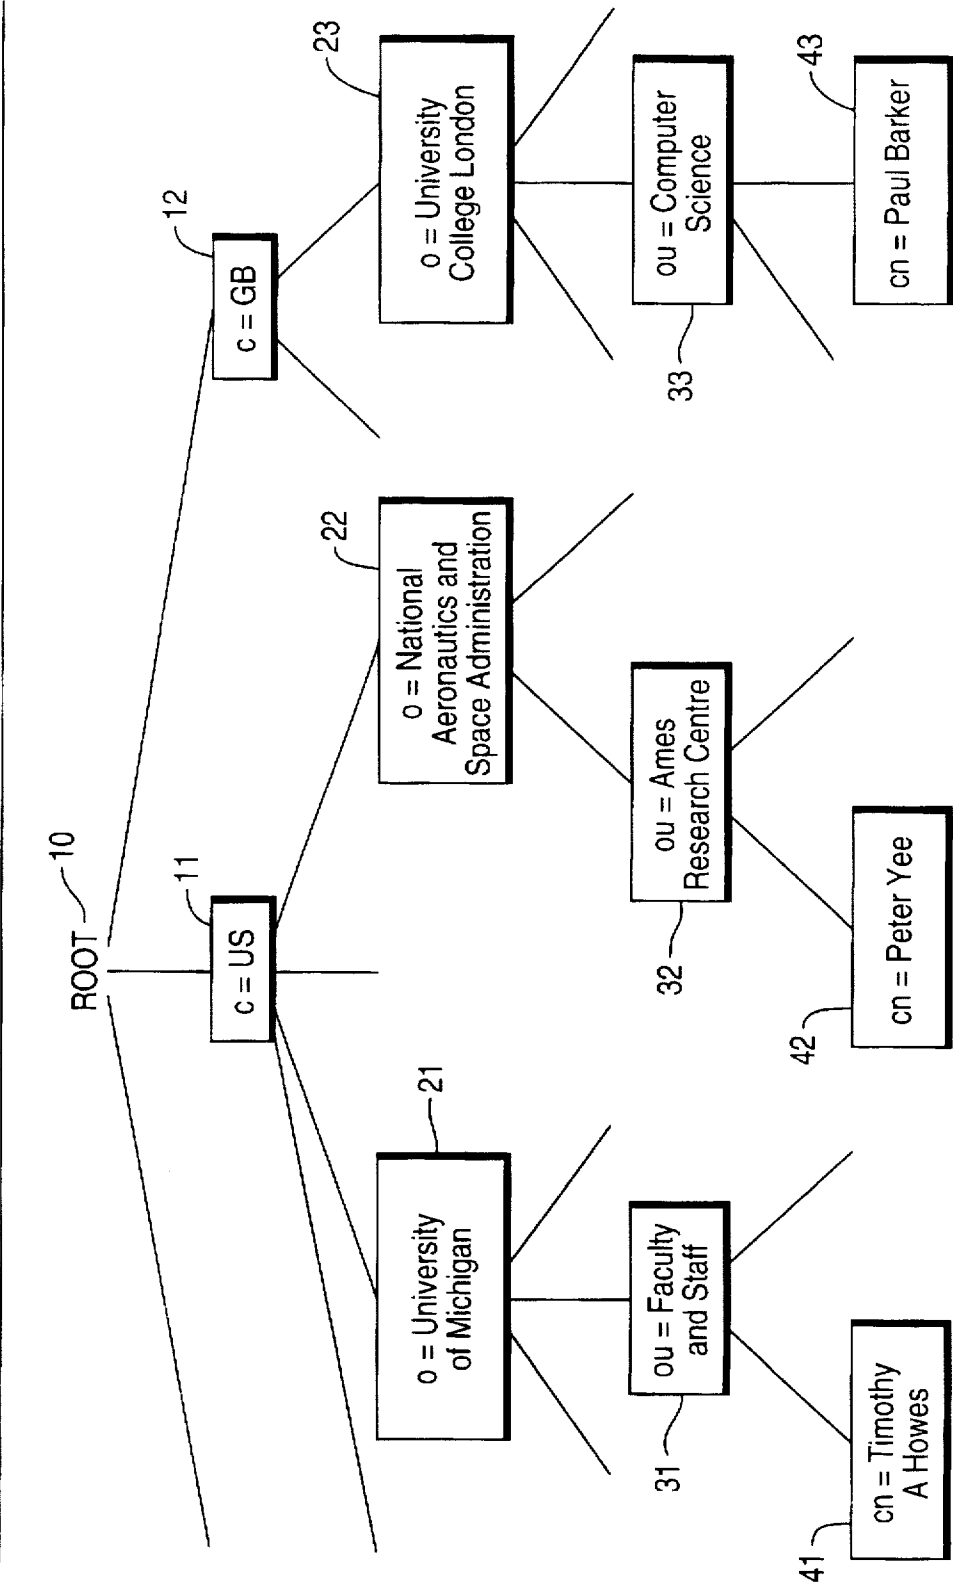 ROOT
10
c = US
11
c = GB
12
o = University
of Michigan
21
o = National
Aeronautics and
Space Administration
22
o = University
College London
23
ou = Faculty
and Staff
31
ou = Ames
Research Centre
32
ou = Computer
Science
33
cn = Timothy
A Howes
41
cn = Peter Yee
42
cn = Paul Barker
43